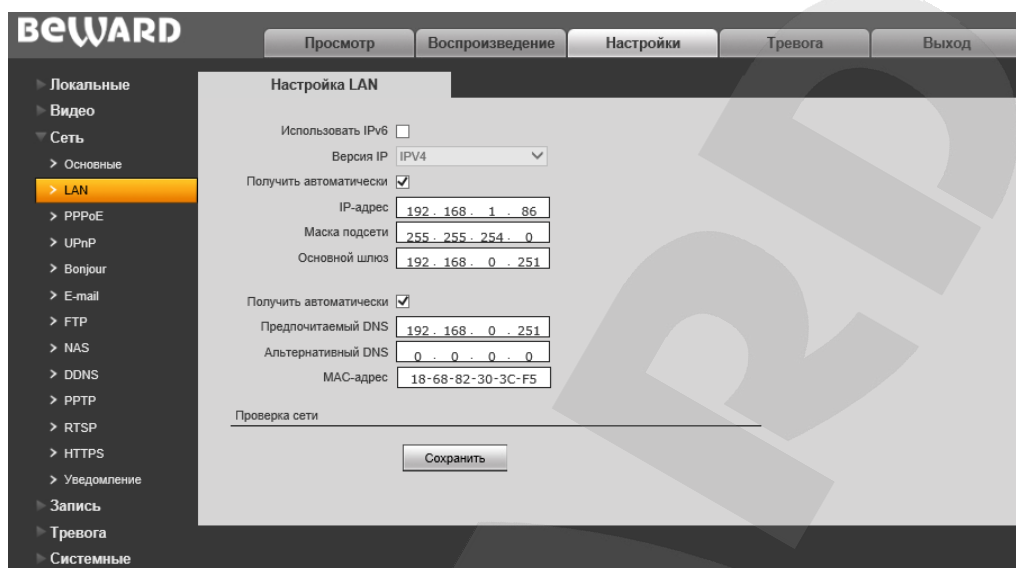 BEWARD
Просмотр Воспроизведение Настройки Тревога Выход
Локальные
Видео
Сеть
> Основные
> LAN
> PPPoE
> UPnP
> Bonjour
> E-mail
> FTP
> NAS
> DDNS
> PPTP
> RTSP
> HTTPS
> Уведомление
Запись
Тревога
Системные
Настройка LAN
Использовать IPv6
Версия IP IPV4
Получить автоматически
IP-адрес 192 . 168 . 1 . 86
Маска подсети 255 . 255 . 254 . 0
Основной шлюз 192 . 168 . 0 . 251
Получить автоматически
Предпочитаемый DNS 192 . 168 . 0 . 251
Альтернативный DNS 0 . 0 . 0 . 0
MAC-адрес 18-68-82-30-3C-F5
Проверка сети
Сохранить